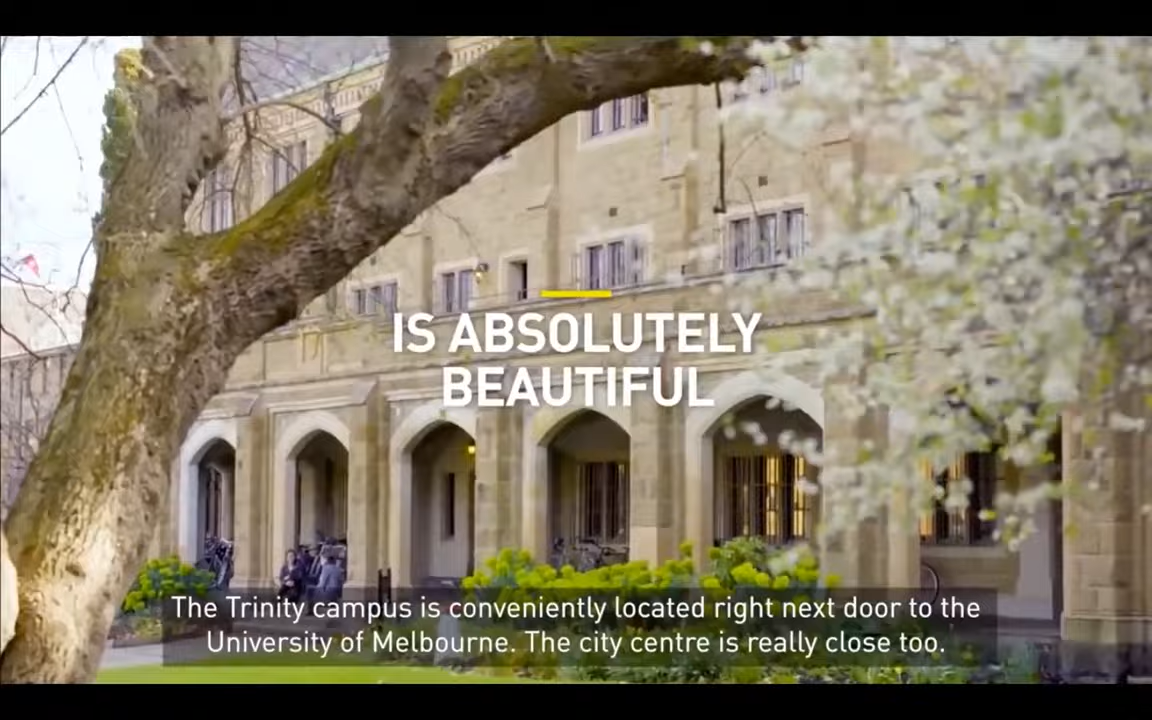 IS ABSOLUTELY
BEAUTIFUL
The Trinity campus is conveniently located right next door to the
University of Melbourne. The city centre is really close too.